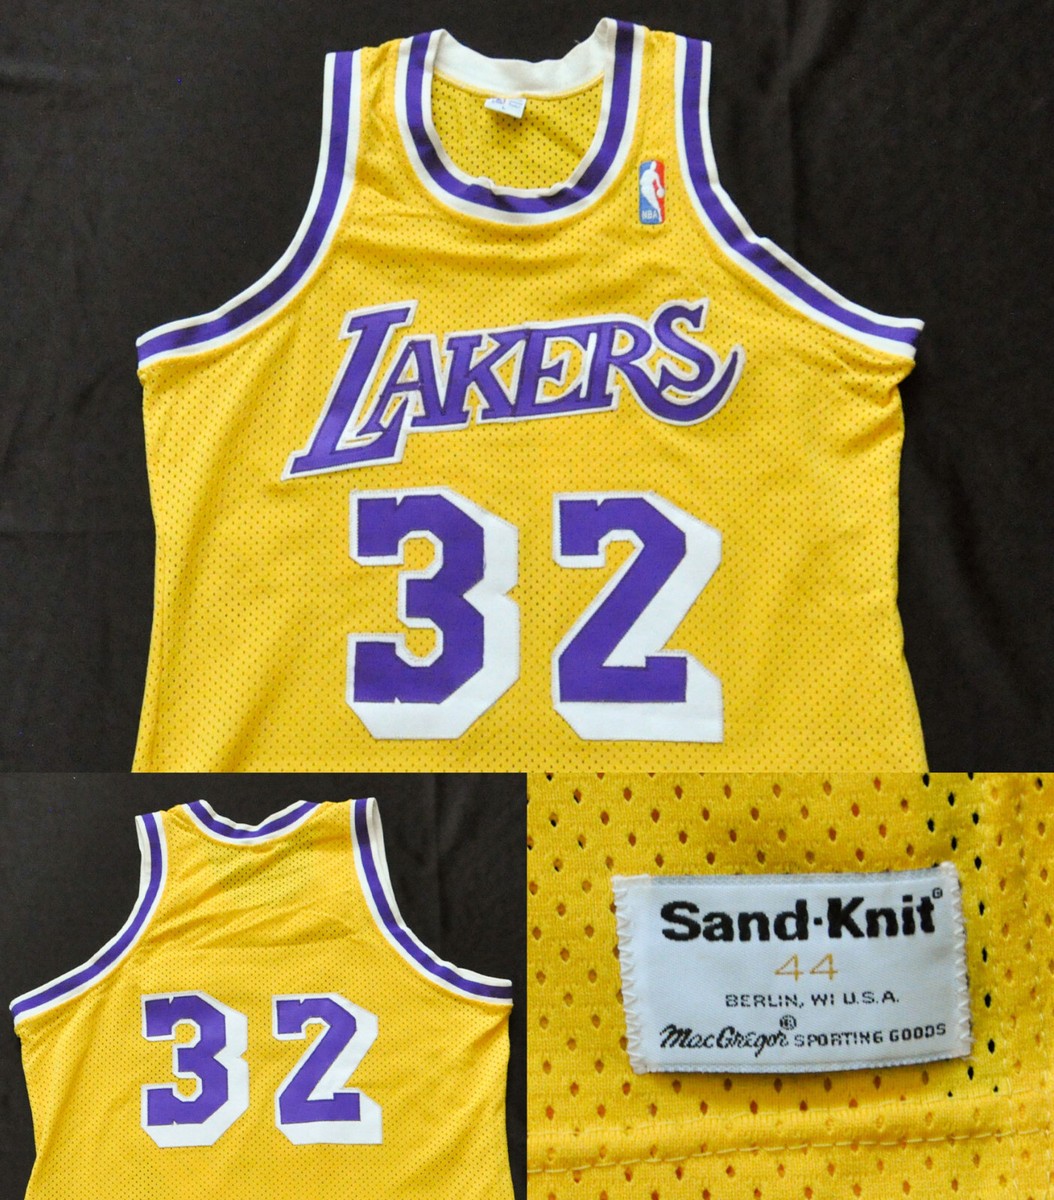 NBA
LAKERS
32
32
Sand-Knit©
44
BERLIN, WI U.S.A.
MacGregor® SPORTING GOODS